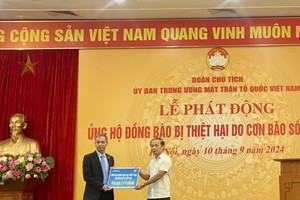 NG CỘNG SẢN VIỆT NAM QUANG VINH MUÔN N
ĐOÀN CHỦ TỊCH
ỦY BAN TRUNG ƯƠNG MẶT TRẬN TỔ QUỐC VIỆT NAM
LỄ PHÁT ĐỘNG
ỦNG HỘ ĐỒNG BÀO BỊ THIỆT HẠI DO CƠN BÃO SỐ
Nội, ngày 10 tháng 9 năm 2024